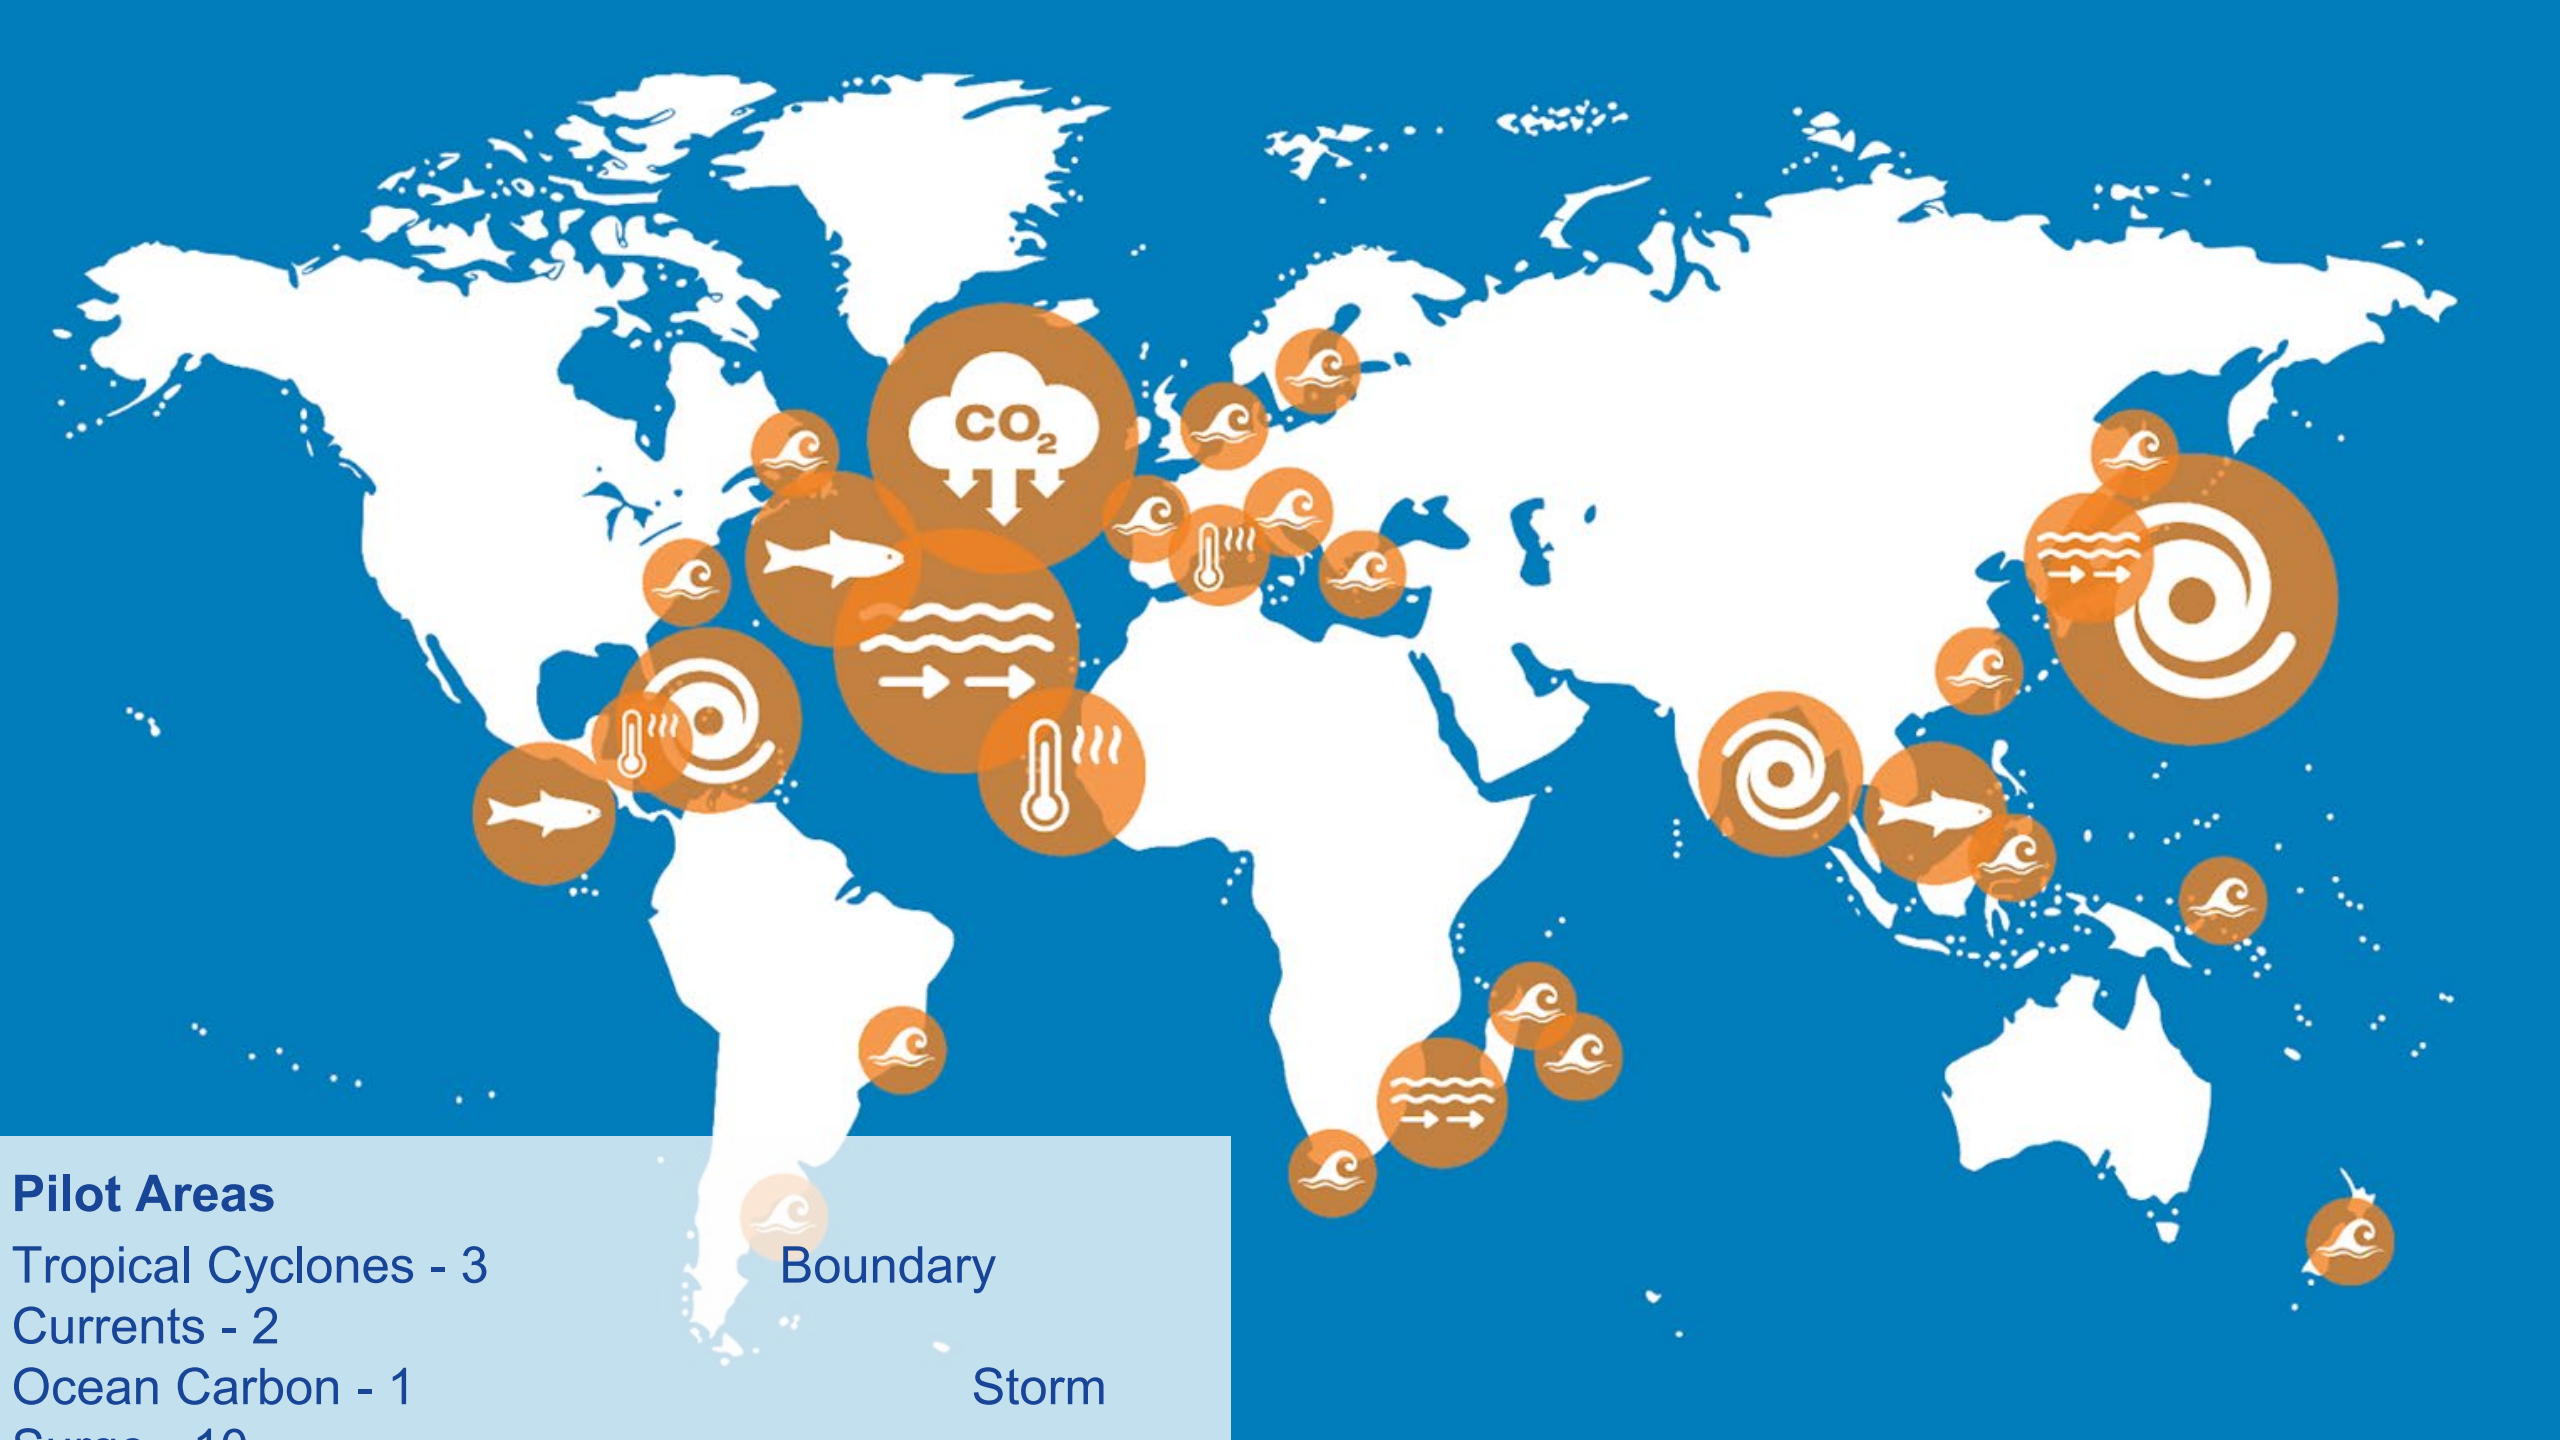 CO₂
Pilot Areas
Tropical Cyclones - 3 Boundary
Currents - 2
Ocean Carbon - 1 Storm